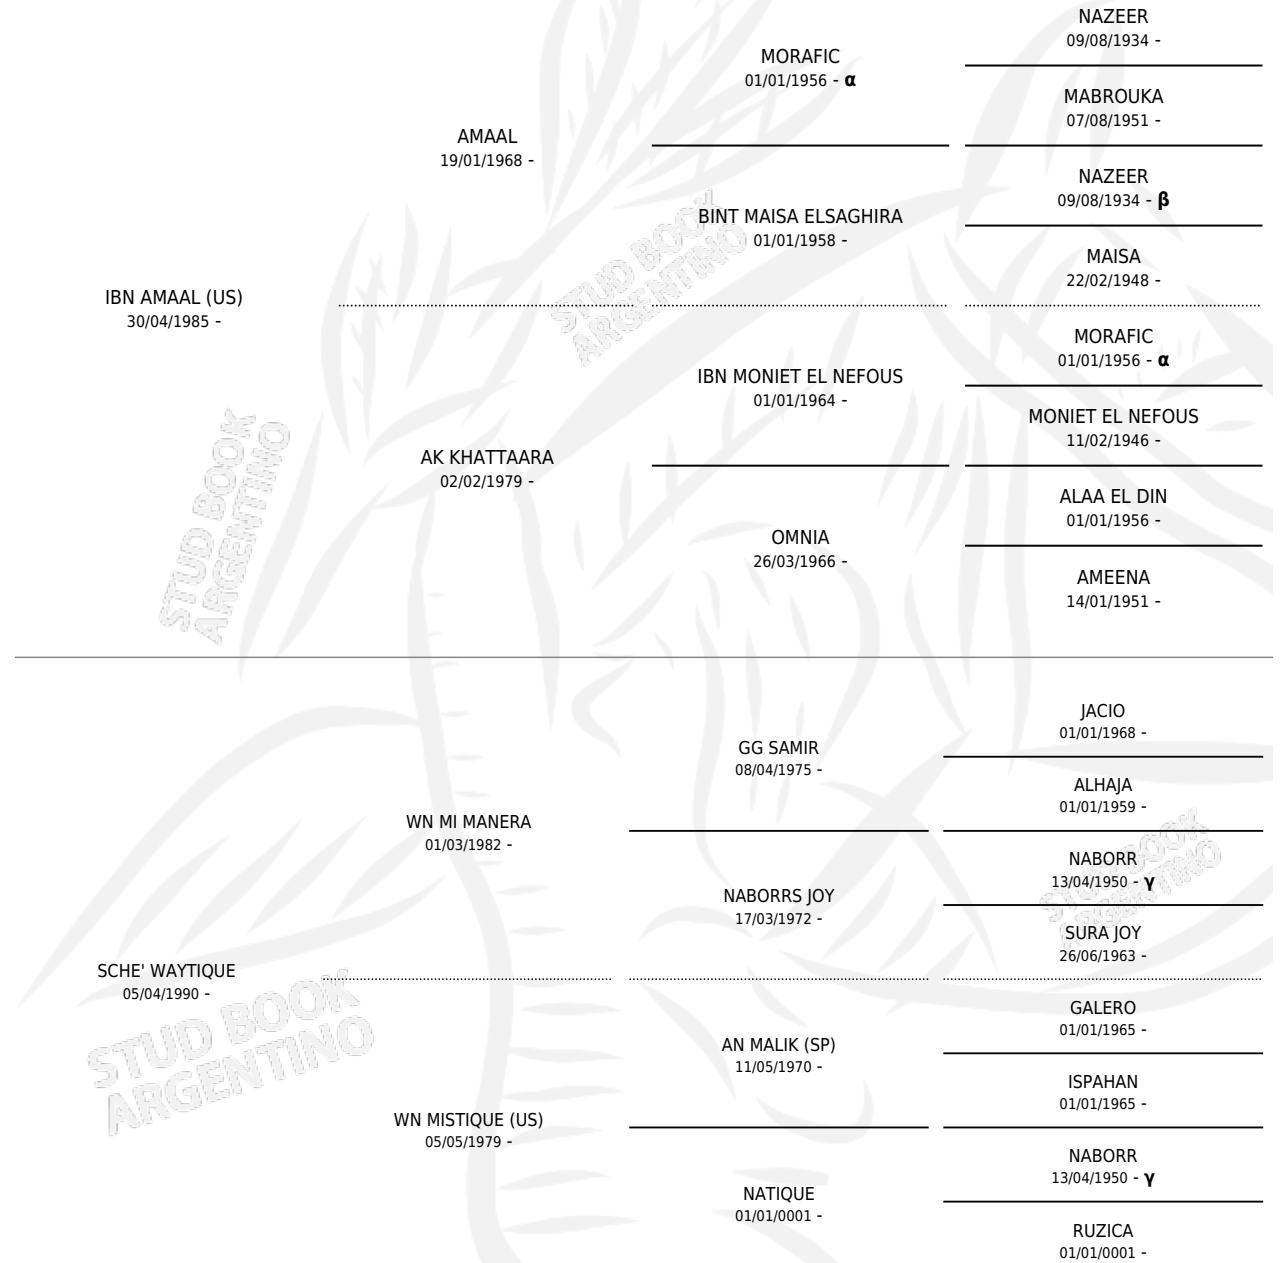 NAZEER
09/08/1934 -
MORAFIC
01/01/1956 - α
MABROUKA
07/08/1951 -
AMAAL
19/01/1968 -
NAZEER
09/08/1934 - β
BINT MAISA ELSAGHIRA
01/01/1958 -
MAISA
22/02/1948 -
IBN AMAAL (US)
30/04/1985 -
MORAFIC
01/01/1956 - α
IBN MONIET EL NEFOUS
01/01/1964 -
MONIET EL NEFOUS
11/02/1946 -
AK KHATTAARA
02/02/1979 -
ALAA EL DIN
01/01/1956 -
OMNIA
26/03/1966 -
AMEENA
14/01/1951 -
JACIO
01/01/1968 -
GG SAMIR
08/04/1975 -
ALHAJA
01/01/1959 -
WN MI MANERA
01/03/1982 -
NABORR
13/04/1950 - γ
NABORRS JOY
17/03/1972 -
SURA JOY
26/06/1963 -
SCHE' WAYTIQUE
05/04/1990 -
GALERO
01/01/1965 -
AN MALIK (SP)
11/05/1970 -
ISPAHAN
01/01/1965 -
WN MISTIQUE (US)
05/05/1979 -
NABORR
13/04/1950 - γ
NATIQUE
01/01/0001 -
RUZICA
01/01/0001 -
STUD BOOK
ARGENTINO
STUD BOOK
ARGENTINO
STUD BOOK
ARGENTINO
STUD BOOK
ARGENTINO